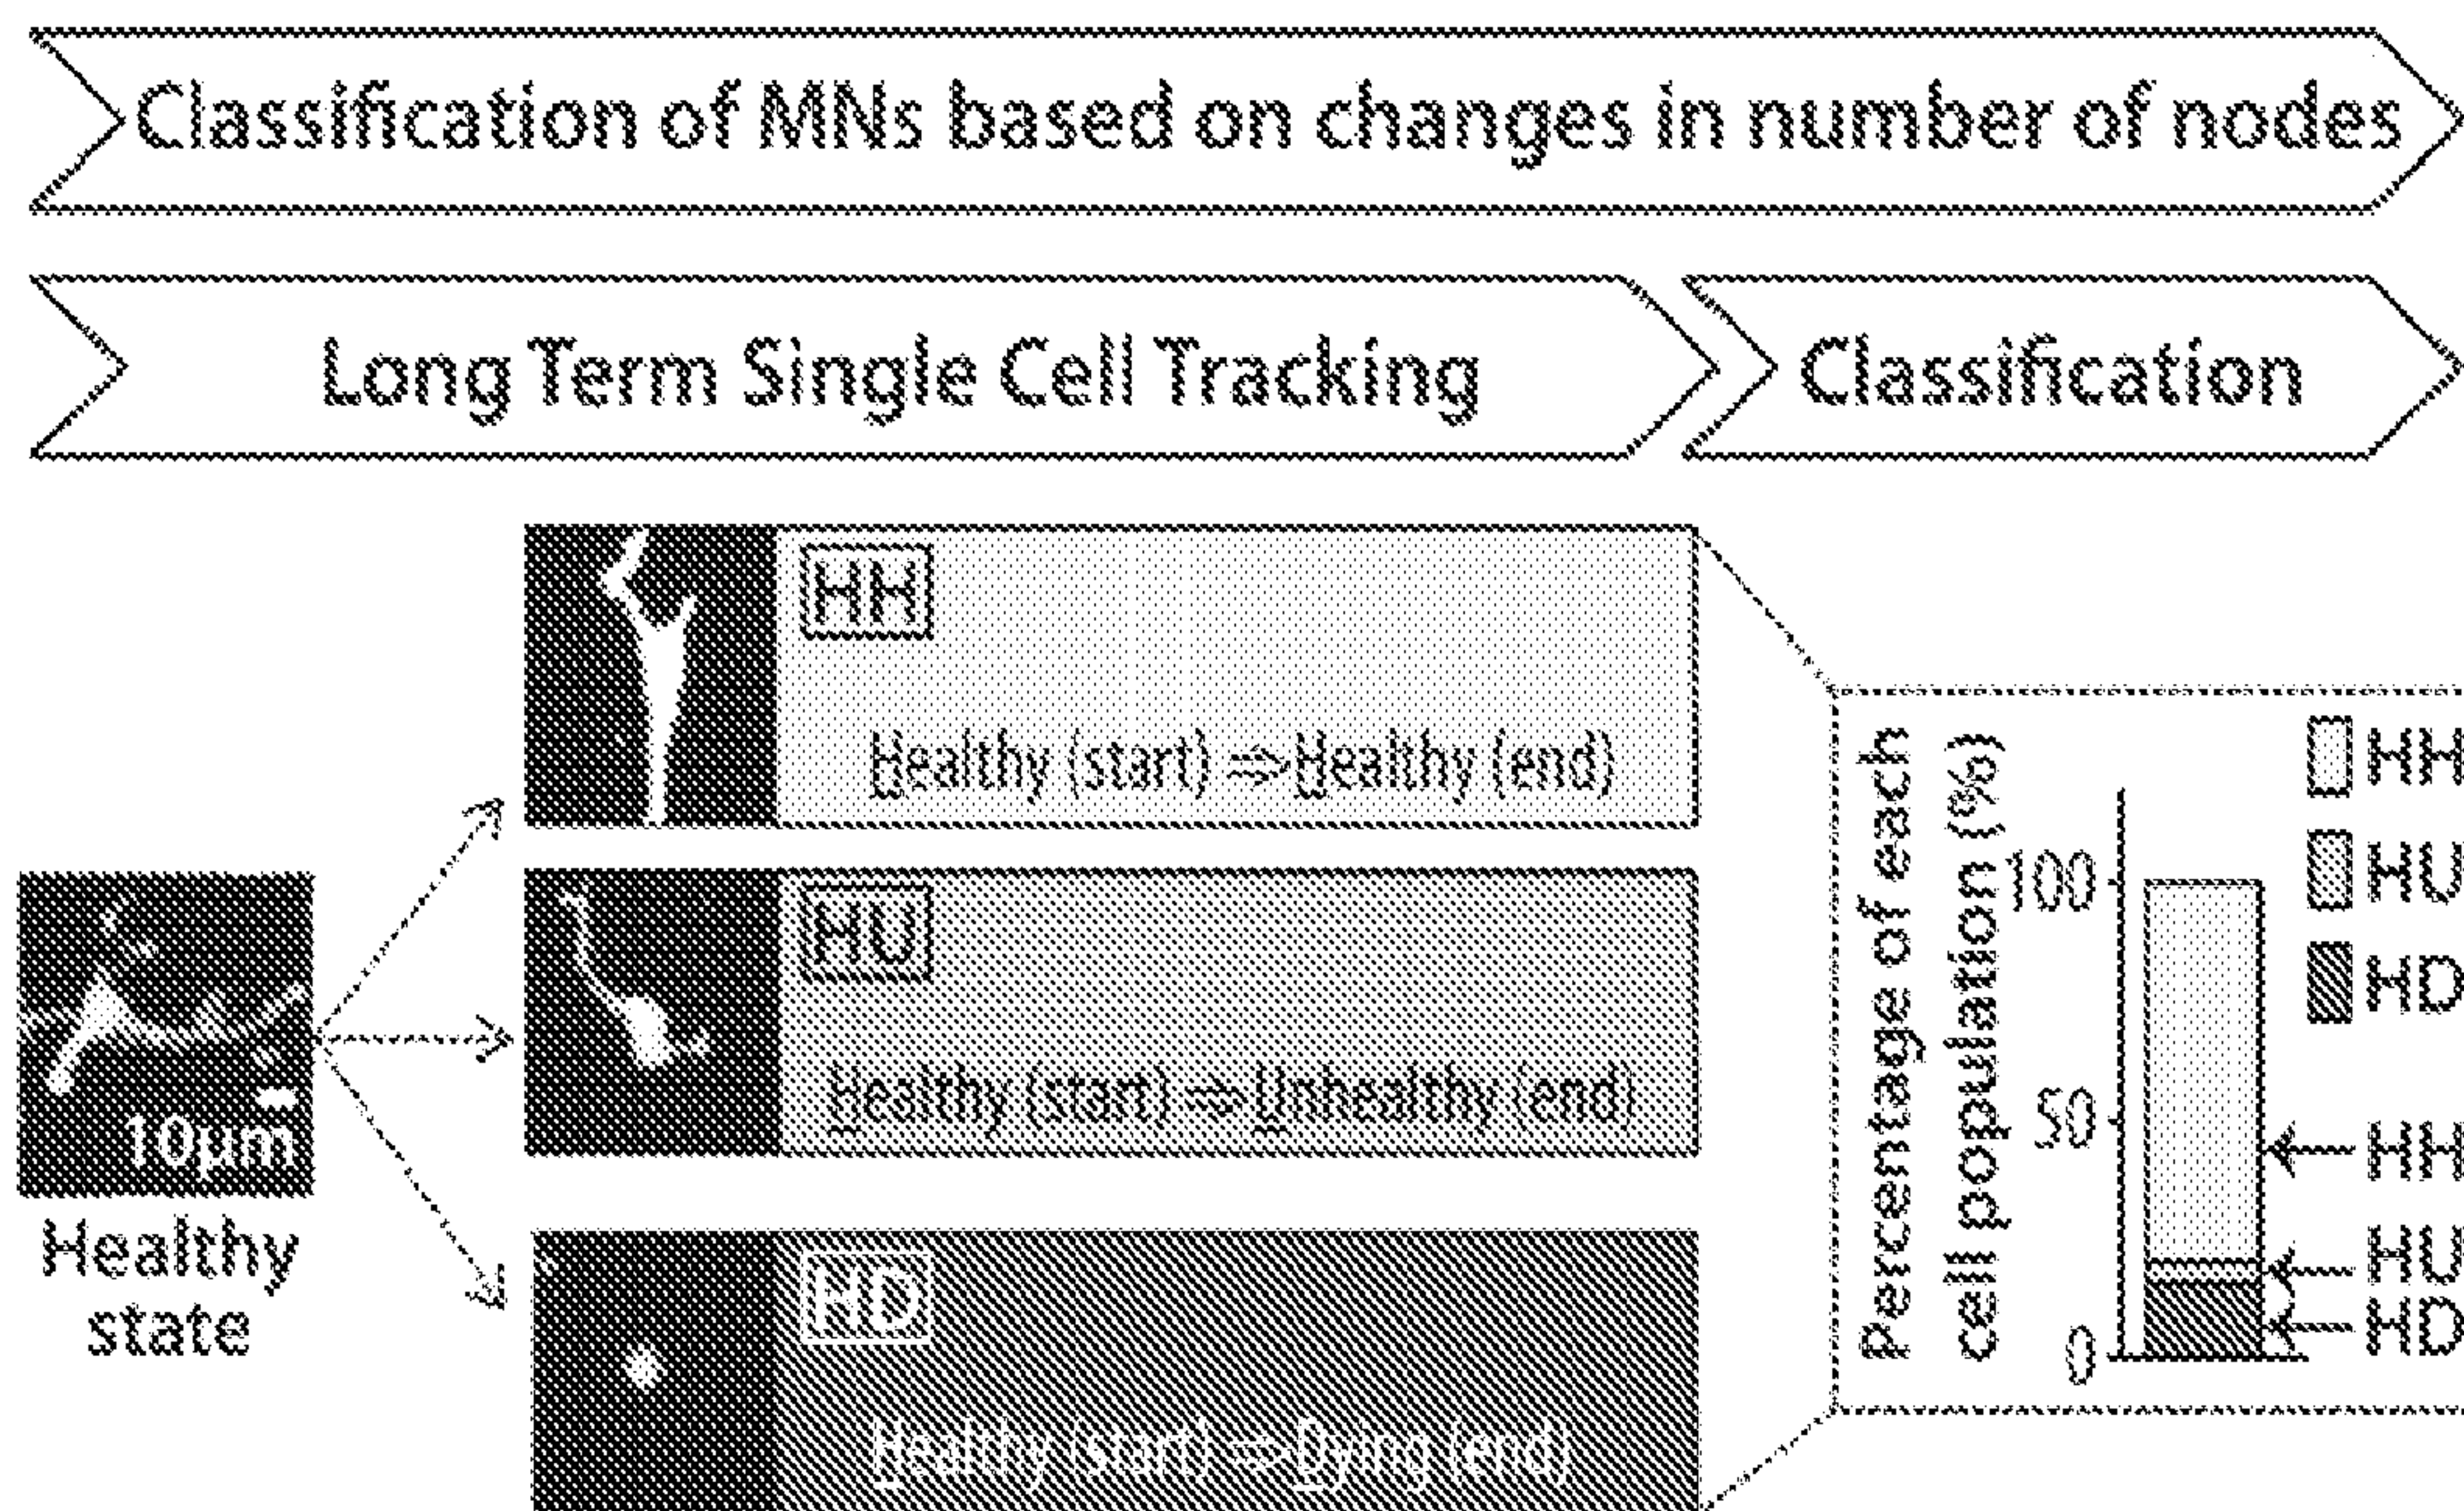 Classification of MNs based on changes in number of nodes
Long Term Single Cell Tracking
Classification
HH
Healthy (start) ⇒ Healthy (end)
HU
Healthy (start) ⇒ Unhealthy (end)
HD
Healthy (start) ⇒ Dying (end)
10μm
Healthy
state
Percentage of each
cell population (%)
100
50
0
HH
HU
HD
HH
HU
HD